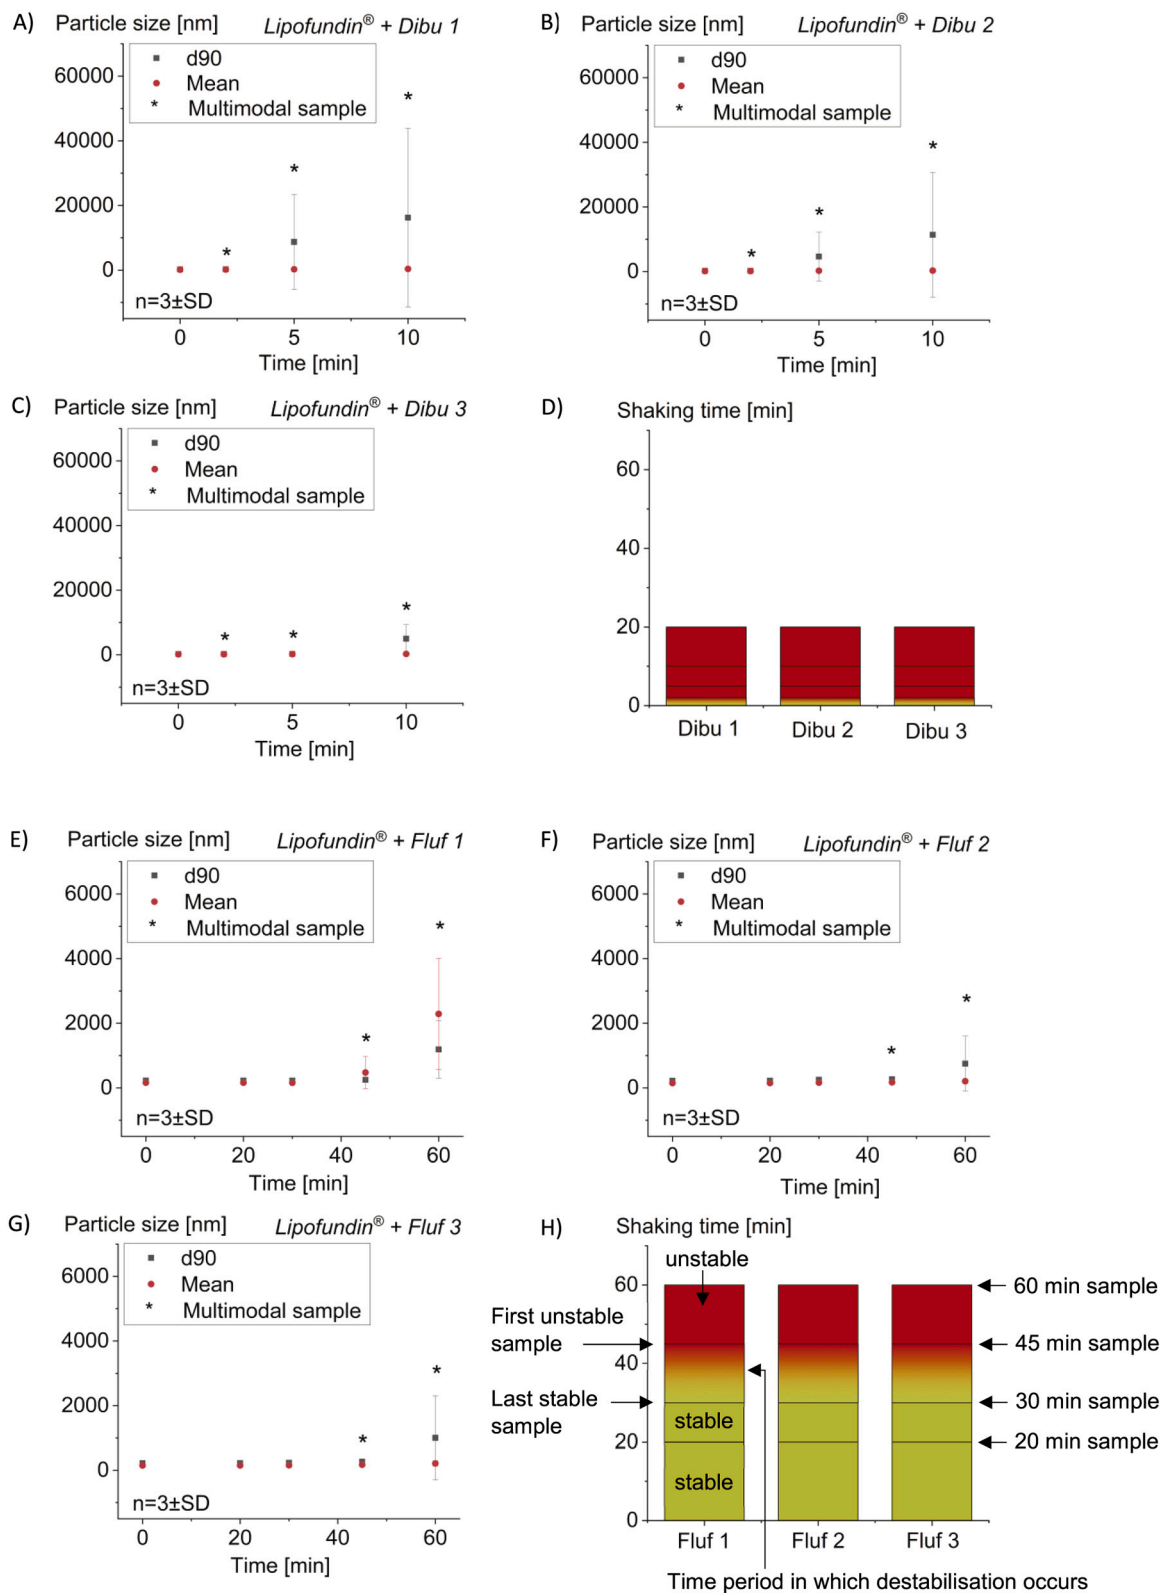 A) Particle size [nm] Lipofundin® + Dibu 1
d90
Mean
* Multimodal sample
60000
40000
20000
0
* * *
n=3±SD
0 5 10
Time [min]
B) Particle size [nm] Lipofundin® + Dibu 2
d90
Mean
* Multimodal sample
60000
40000
20000
0
* * *
n=3±SD
0 5 10
Time [min]
C) Particle size [nm] Lipofundin® + Dibu 3
d90
Mean
* Multimodal sample
60000
40000
20000
0
* * *
n=3±SD
0 5 10
Time [min]
D) Shaking time [min]
60
40
20
0
Dibu 1 Dibu 2 Dibu 3
E) Particle size [nm] Lipofundin® + Fluf 1
d90
Mean
* Multimodal sample
6000
4000
2000
0
* *
n=3±SD
0 20 40 60
Time [min]
F) Particle size [nm] Lipofundin® + Fluf 2
d90
Mean
* Multimodal sample
6000
4000
2000
0
* *
n=3±SD
0 20 40 60
Time [min]
G) Particle size [nm] Lipofundin® + Fluf 3
d90
Mean
* Multimodal sample
6000
4000
2000
0
* *
n=3±SD
0 20 40 60
Time [min]
H) Shaking time [min]
unstable
60
40
20
0
First unstable
sample
Last stable
sample
stable
stable
60 min sample
45 min sample
30 min sample
20 min sample
Fluf 1 Fluf 2 Fluf 3
Time period in which destabilisation occurs